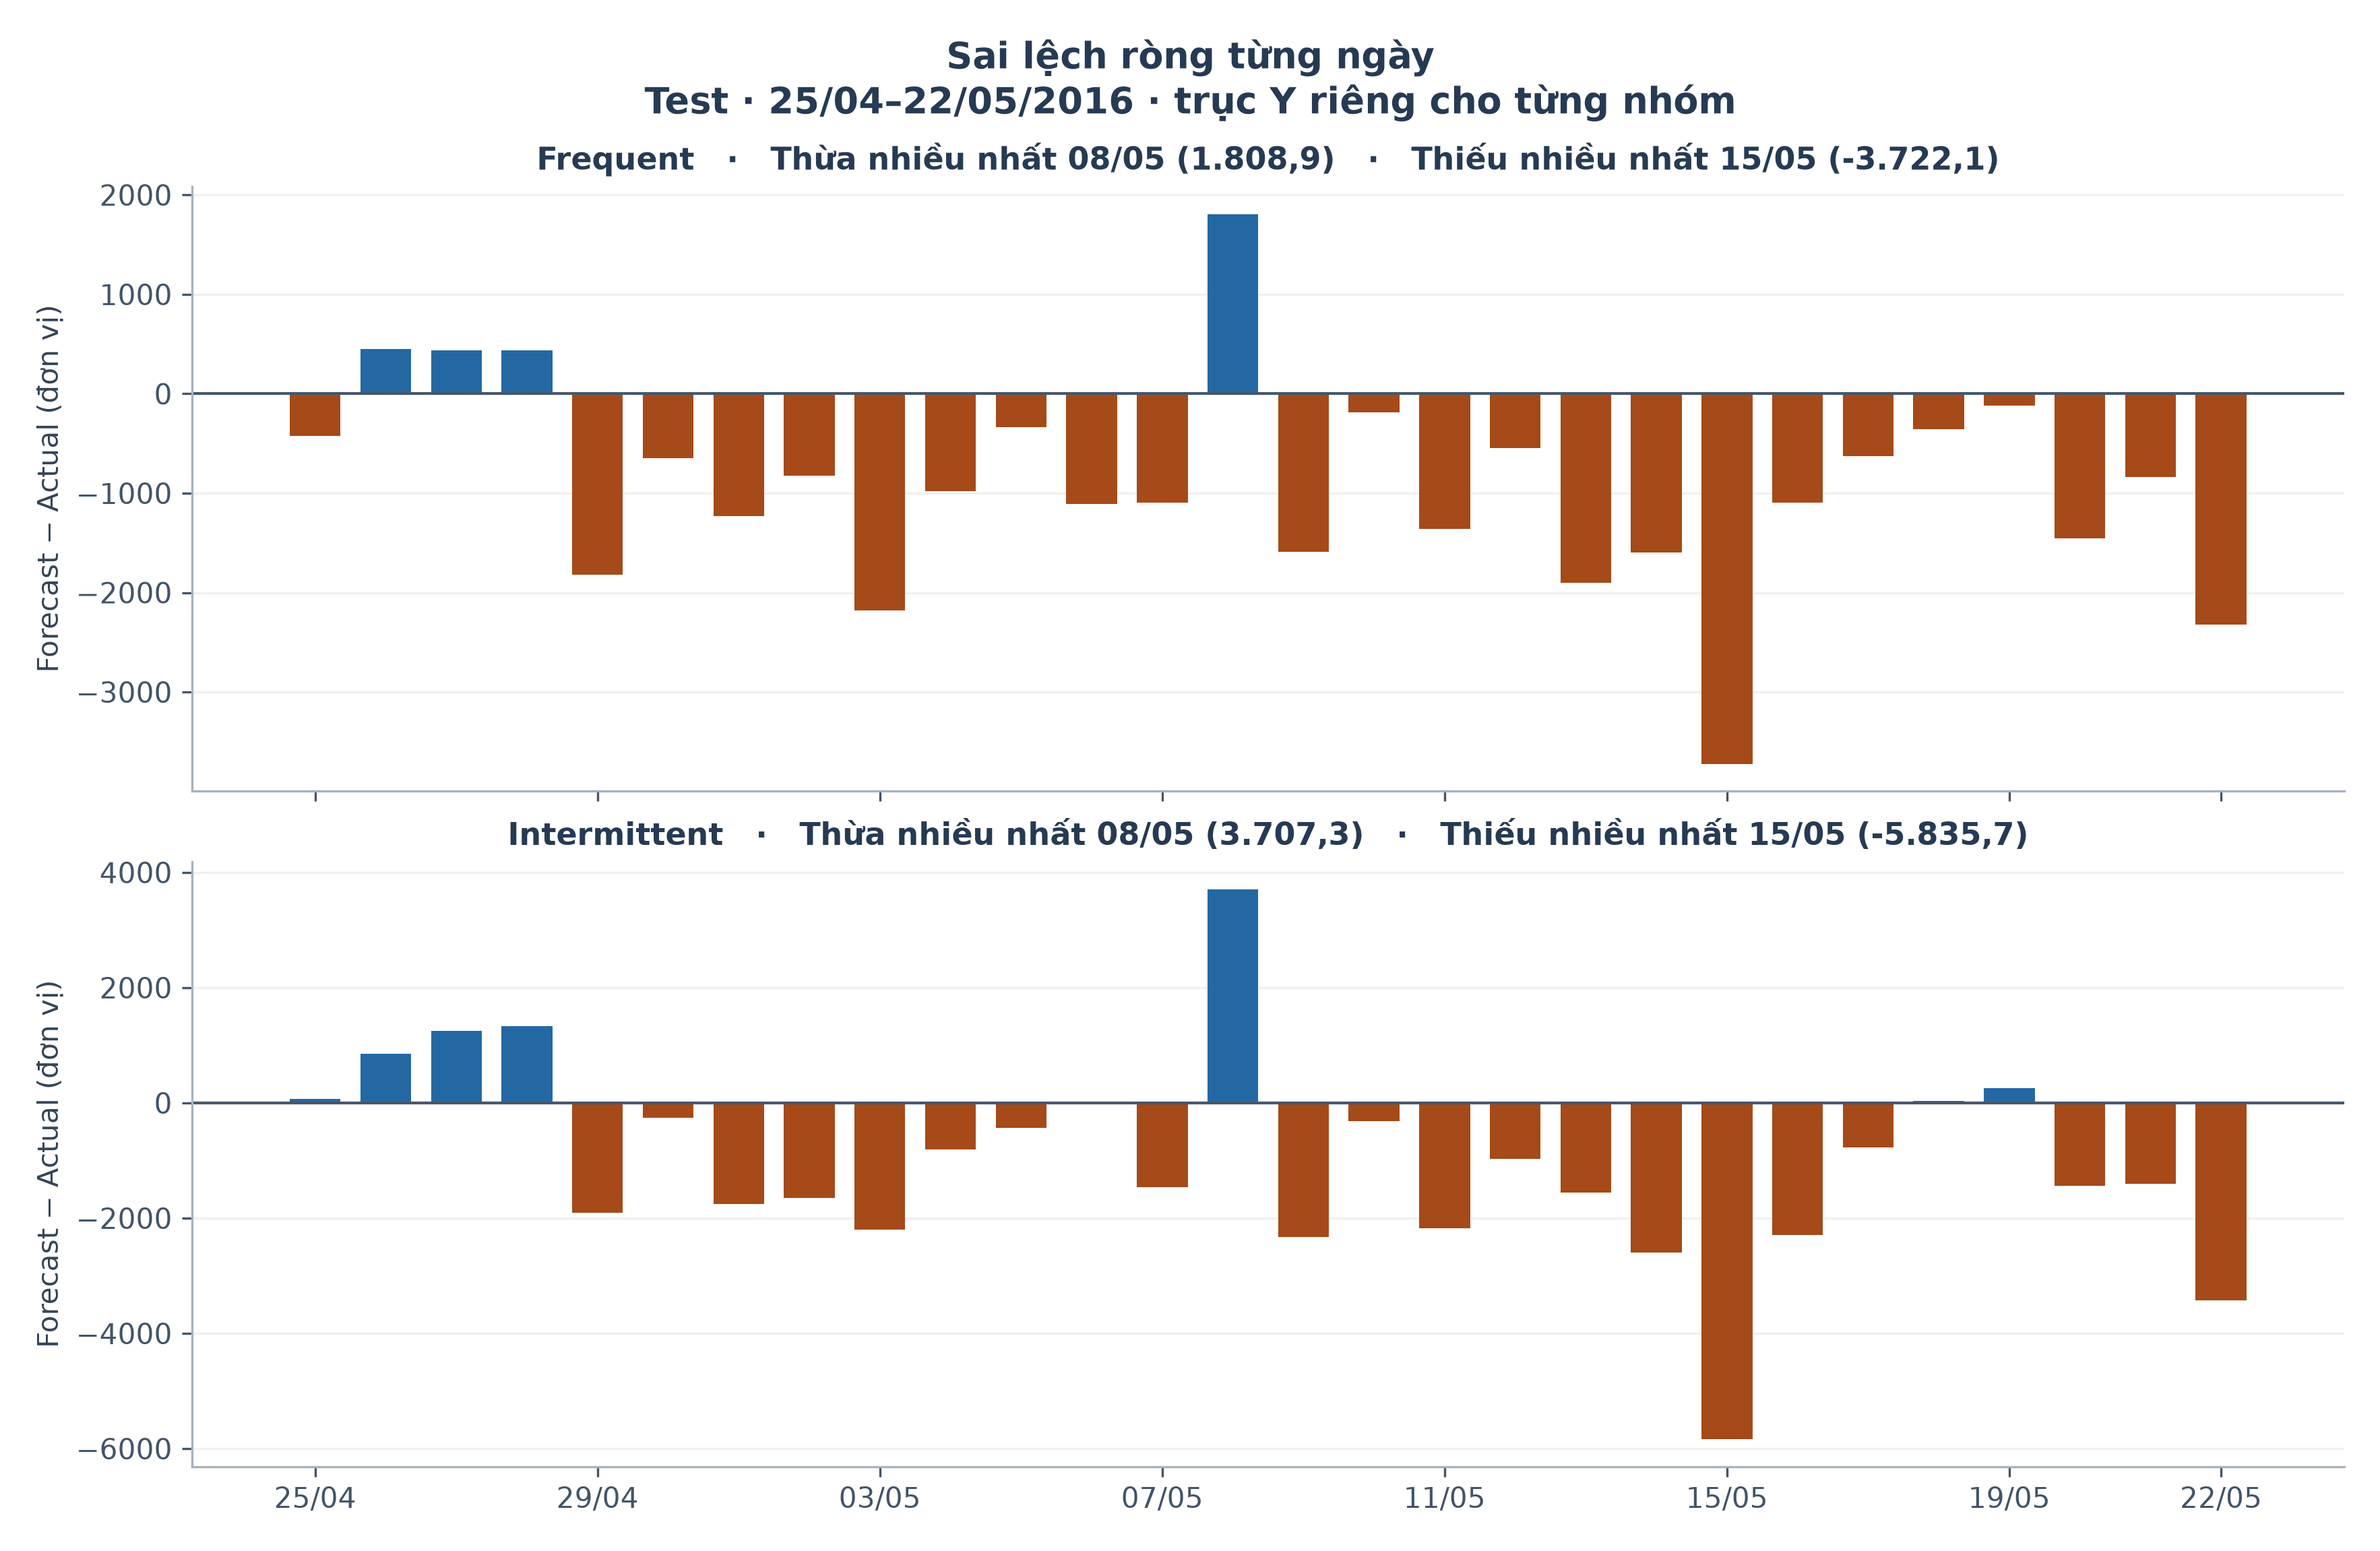 Sai lệch ròng từng ngày
Test · 25/04–22/05/2016 · trục Y riêng cho từng nhóm
Frequent · Thừa nhiều nhất 08/05 (1.808,9) · Thiếu nhiều nhất 15/05 (-3.722,1)
Forecast − Actual (đơn vị)
2000
1000
0
−1000
−2000
−3000
Intermittent · Thừa nhiều nhất 08/05 (3.707,3) · Thiếu nhiều nhất 15/05 (-5.835,7)
Forecast − Actual (đơn vị)
4000
2000
0
−2000
−4000
−6000
25/04 29/04 03/05 07/05 11/05 15/05 19/05 22/05